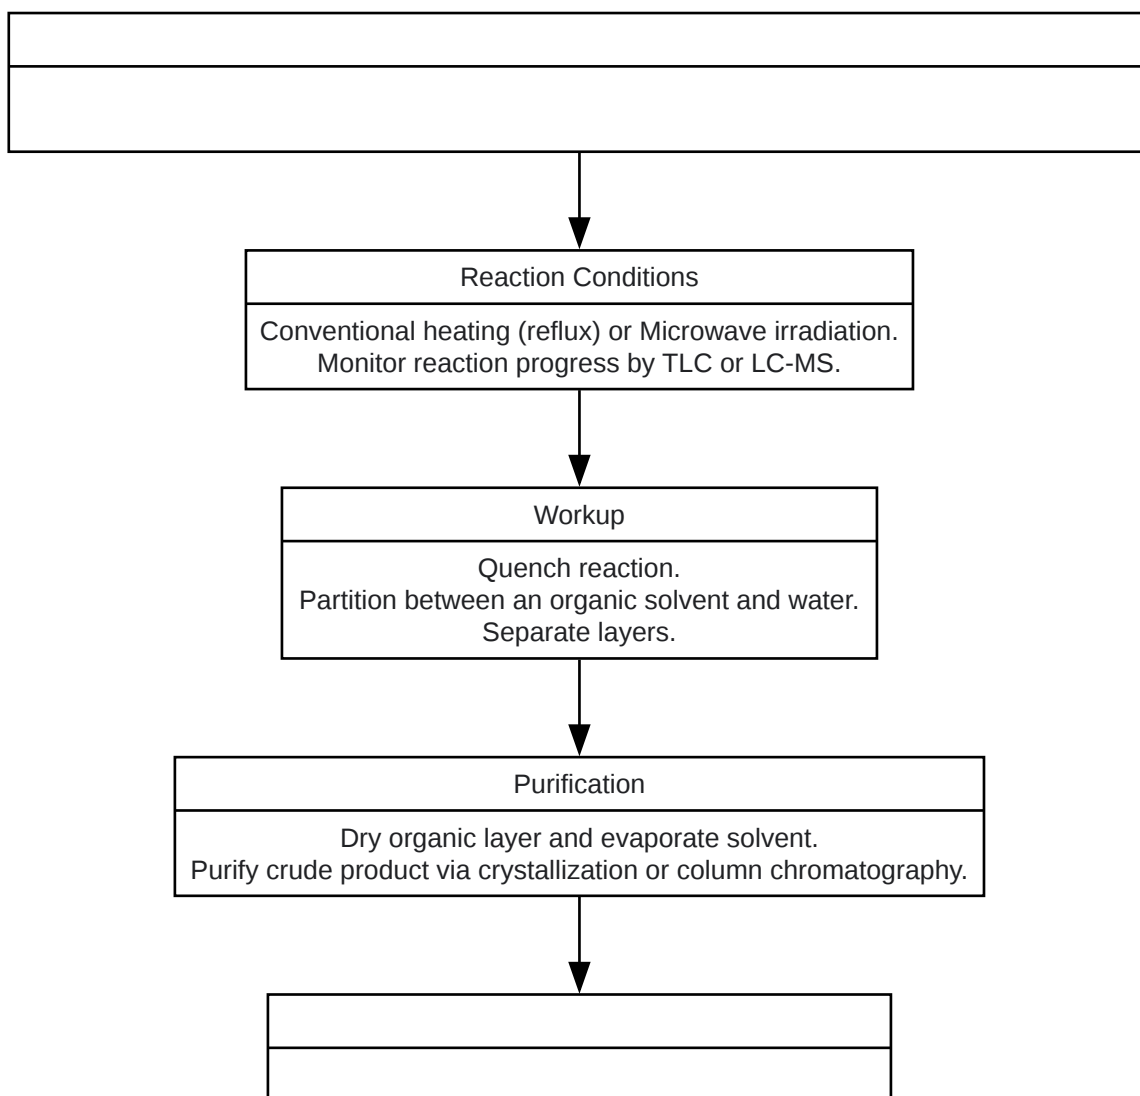 Reaction Conditions
Conventional heating (reflux) or Microwave irradiation.
Monitor reaction progress by TLC or LC-MS.
Workup
Quench reaction.
Partition between an organic solvent and water.
Separate layers.
Purification
Dry organic layer and evaporate solvent.
Purify crude product via crystallization or column chromatography.